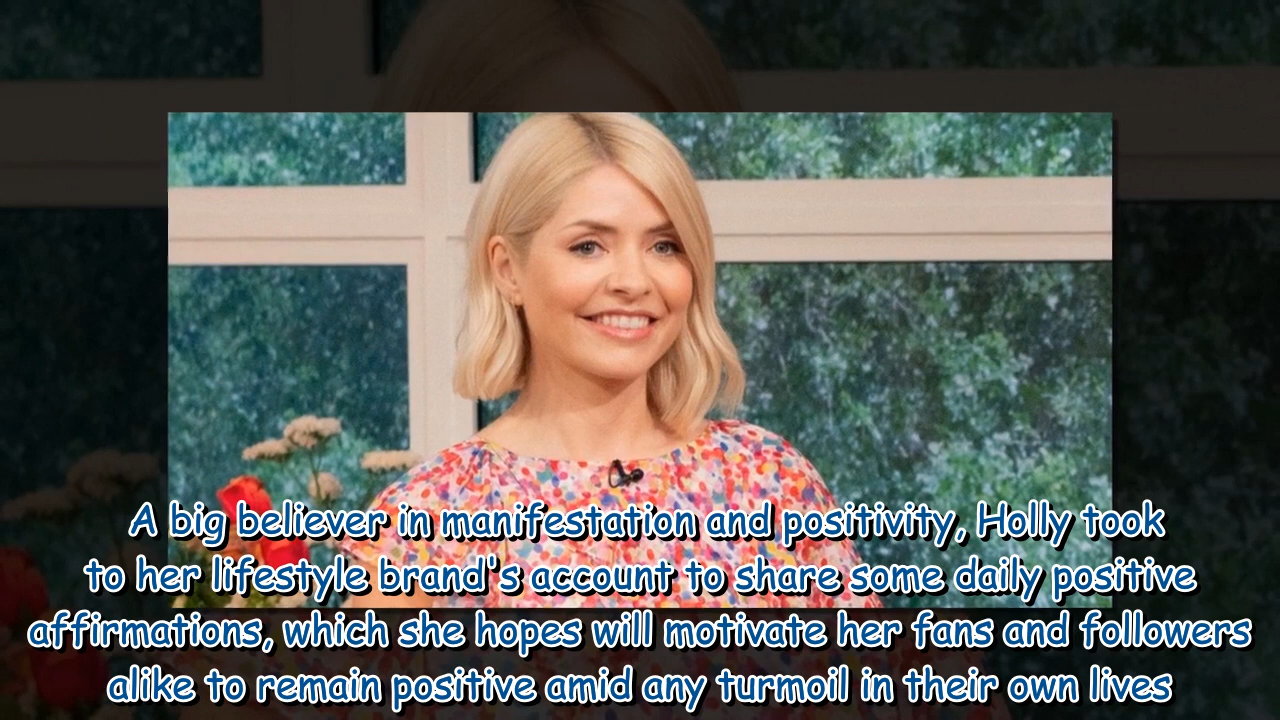 A big believer in manifestation and positivity, Holly took
to her lifestyle brand's account to share some daily positive
affirmations, which she hopes will motivate her fans and followers
alike to remain positive amid any turmoil in their own lives